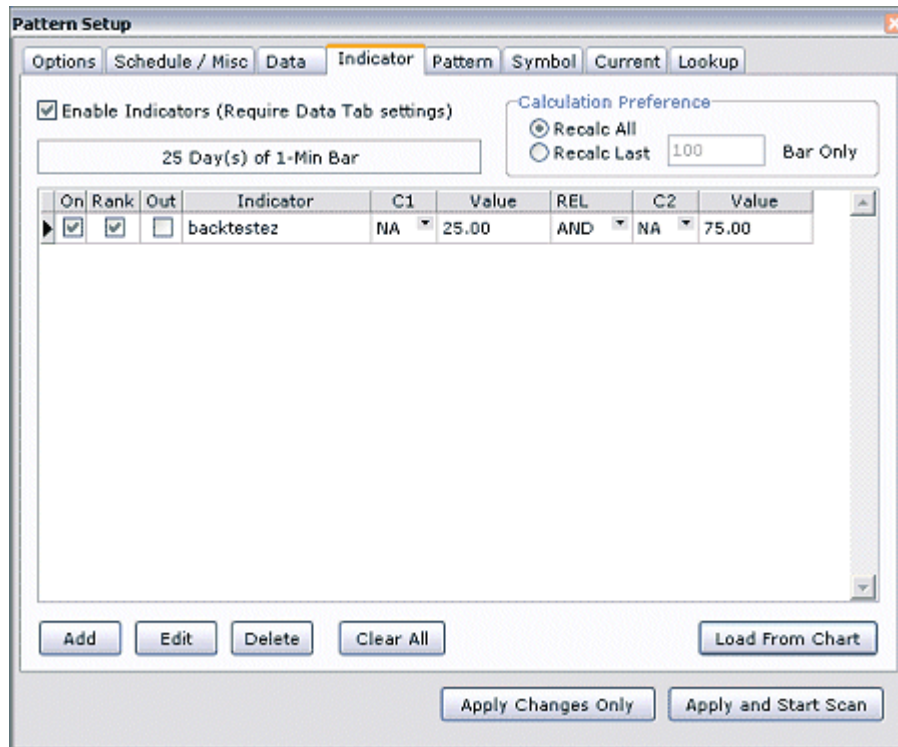 Pattern Setup
Options Schedule / Misc Data Indicator Pattern Symbol Current Lookup
Enable Indicators (Require Data Tab settings)
25 Day(s) of 1-Min Bar
Calculation Preference
Recalc All
Recalc Last 100 Bar Only
On Rank Out Indicator C1 Value REL C2 Value
backtestez NA 25.00 AND NA 75.00
Add Edit Delete Clear All Load From Chart
Apply Changes Only Apply and Start Scan